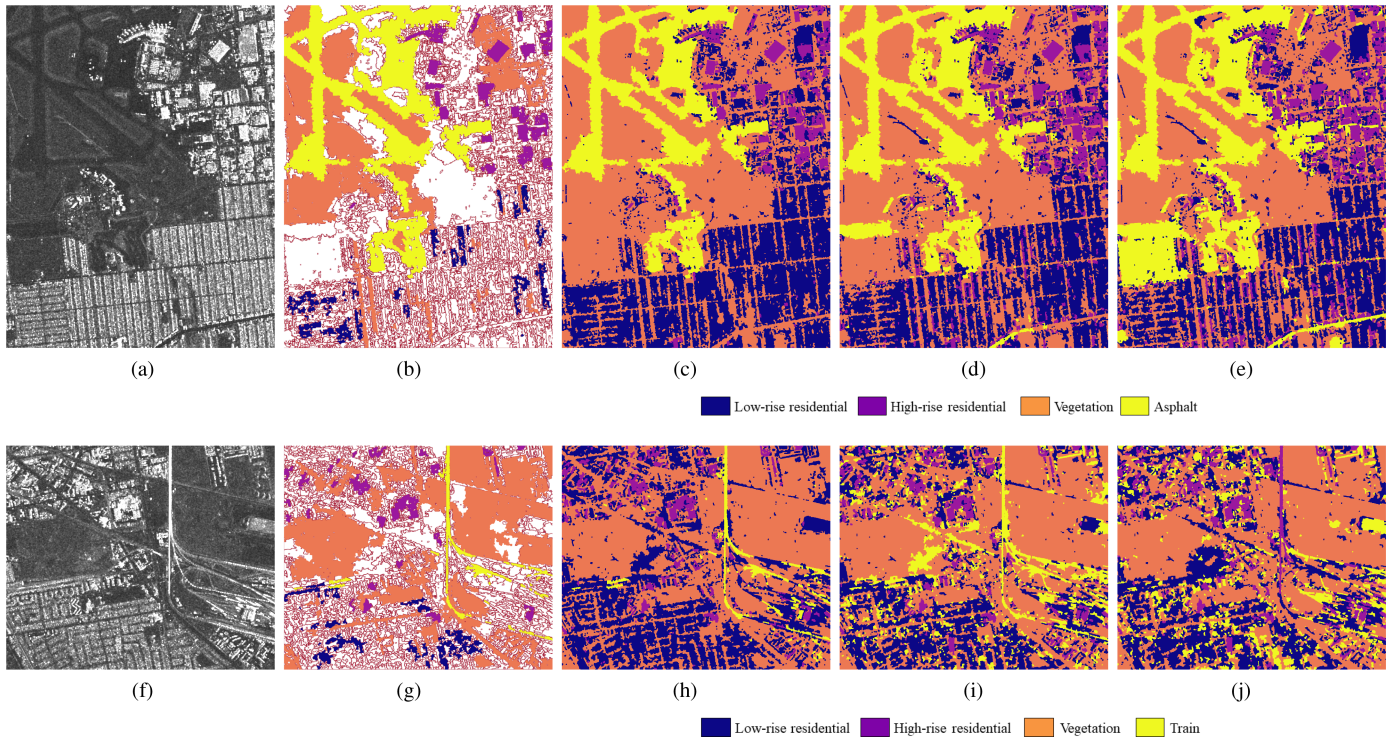 (a) (b) (c) (d) (e)
Low-rise residential High-rise residential Vegetation Asphalt
(f) (g) (h) (i) (j)
Low-rise residential High-rise residential Vegetation Train